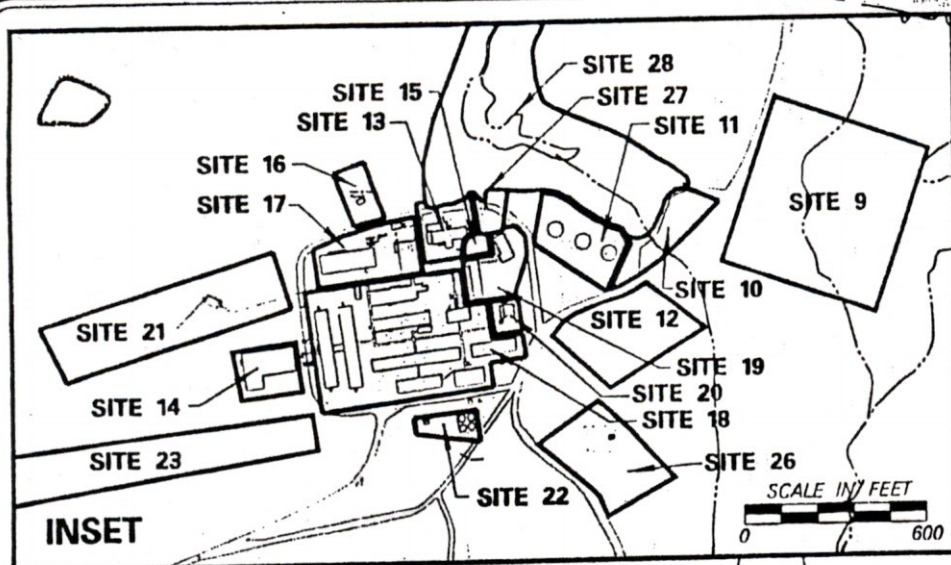 SITE 28
SITE 15
SITE 27
SITE 13
SITE 11
SITE 16
SITE 17
SITE 9
SITE 10
SITE 21
SITE 12
SITE 19
SITE 14
SITE 20
SITE 18
SITE 23
SITE 26
SITE 22
SCALE IN FEET
INSET
0
600